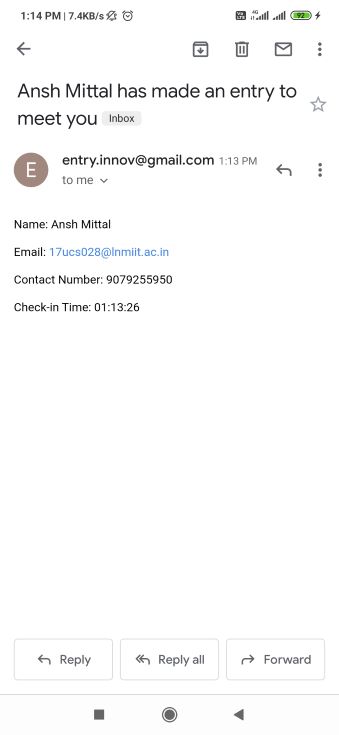 1:14 PM | 7.4KB/s
4G
92
Ansh Mittal has made an entry to
meet you Inbox
E
entry.innov@gmail.com 1:13 PM
to me
Name: Ansh Mittal
Email: 17ucs028@lnmiit.ac.in
Contact Number: 9079255950
Check-in Time: 01:13:26
Reply
Reply all
Forward